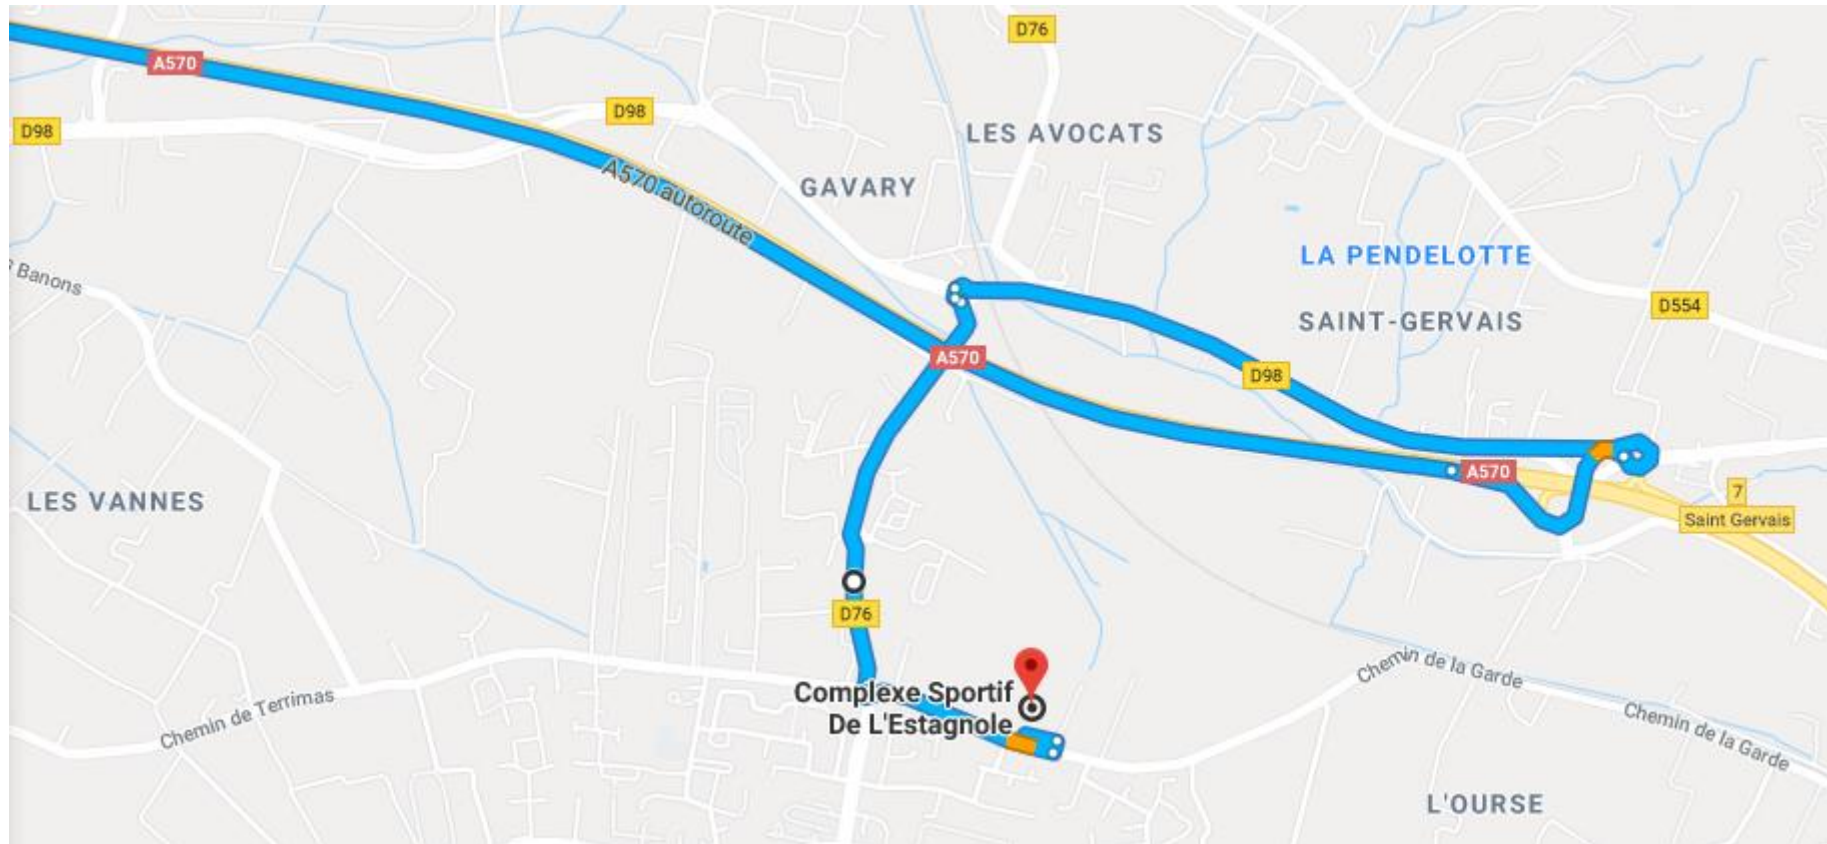 D76
A570
D98
D98
LES AVOCATS
A570 autoroute
GAVARY
LA PENDELOTTE
Banons
D554
SAINT-GERVAIS
A570
D98
A570
LES VANNES
7
Saint Gervais
D76
Chemin de la Garde
Complexe Sportif
De L'Estagnole
Chemin de Terrimas
Chemin de la Garde
L'OURSE